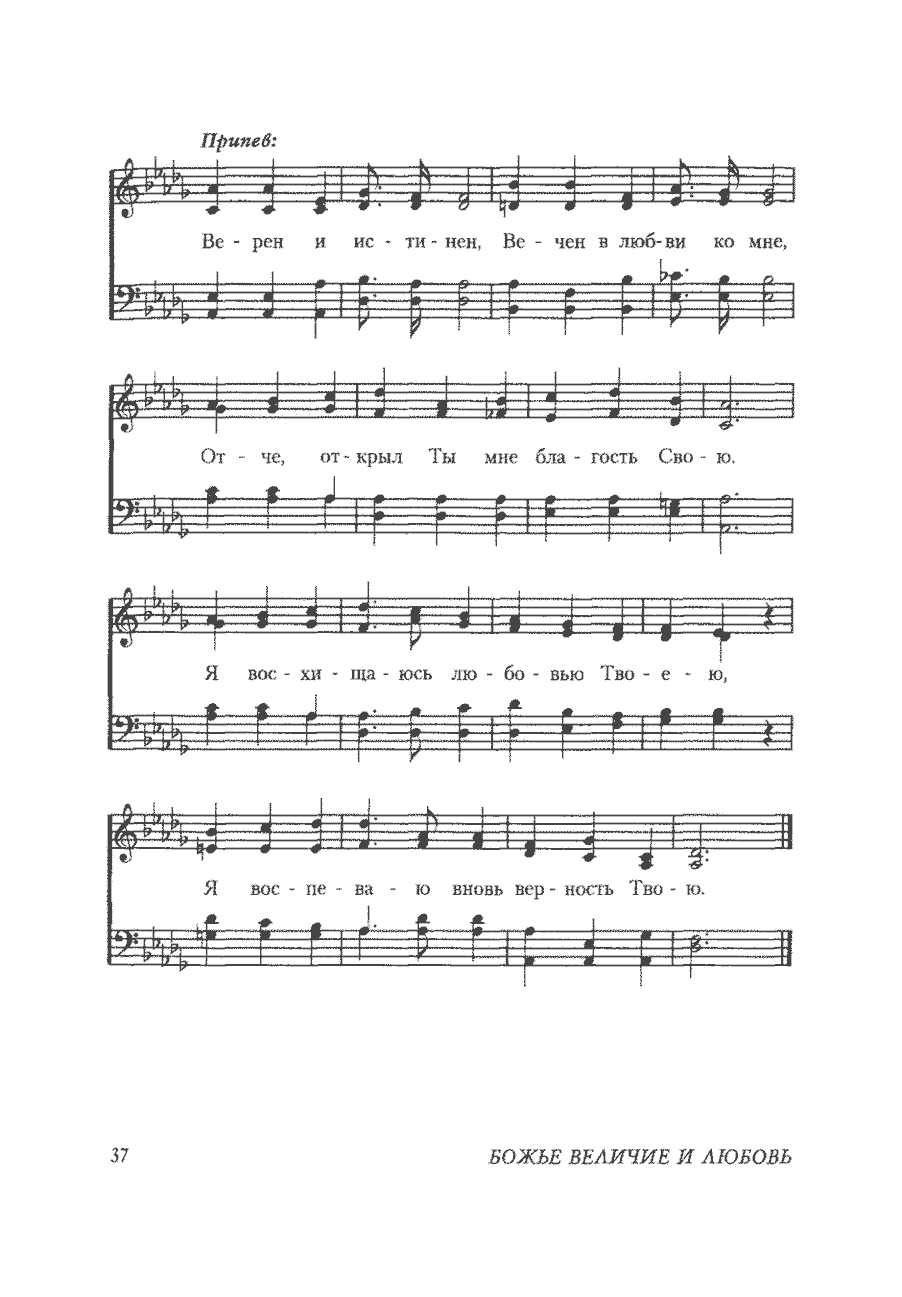 Припев:
Ве - рен и ис - ти - нен, Ве - чен в люб-ви ко мне,
От - че, от - крыл Ты мне бла - гость Сво - ю.
Я вос - хи - ща - юсь лю - бо - вью Тво - е - ю,
Я вос - пе - ва - ю вновь вер - ность Тво - ю.
37 БОЖЬЕ ВЕЛИЧИЕ И ЛЮБОВЬ